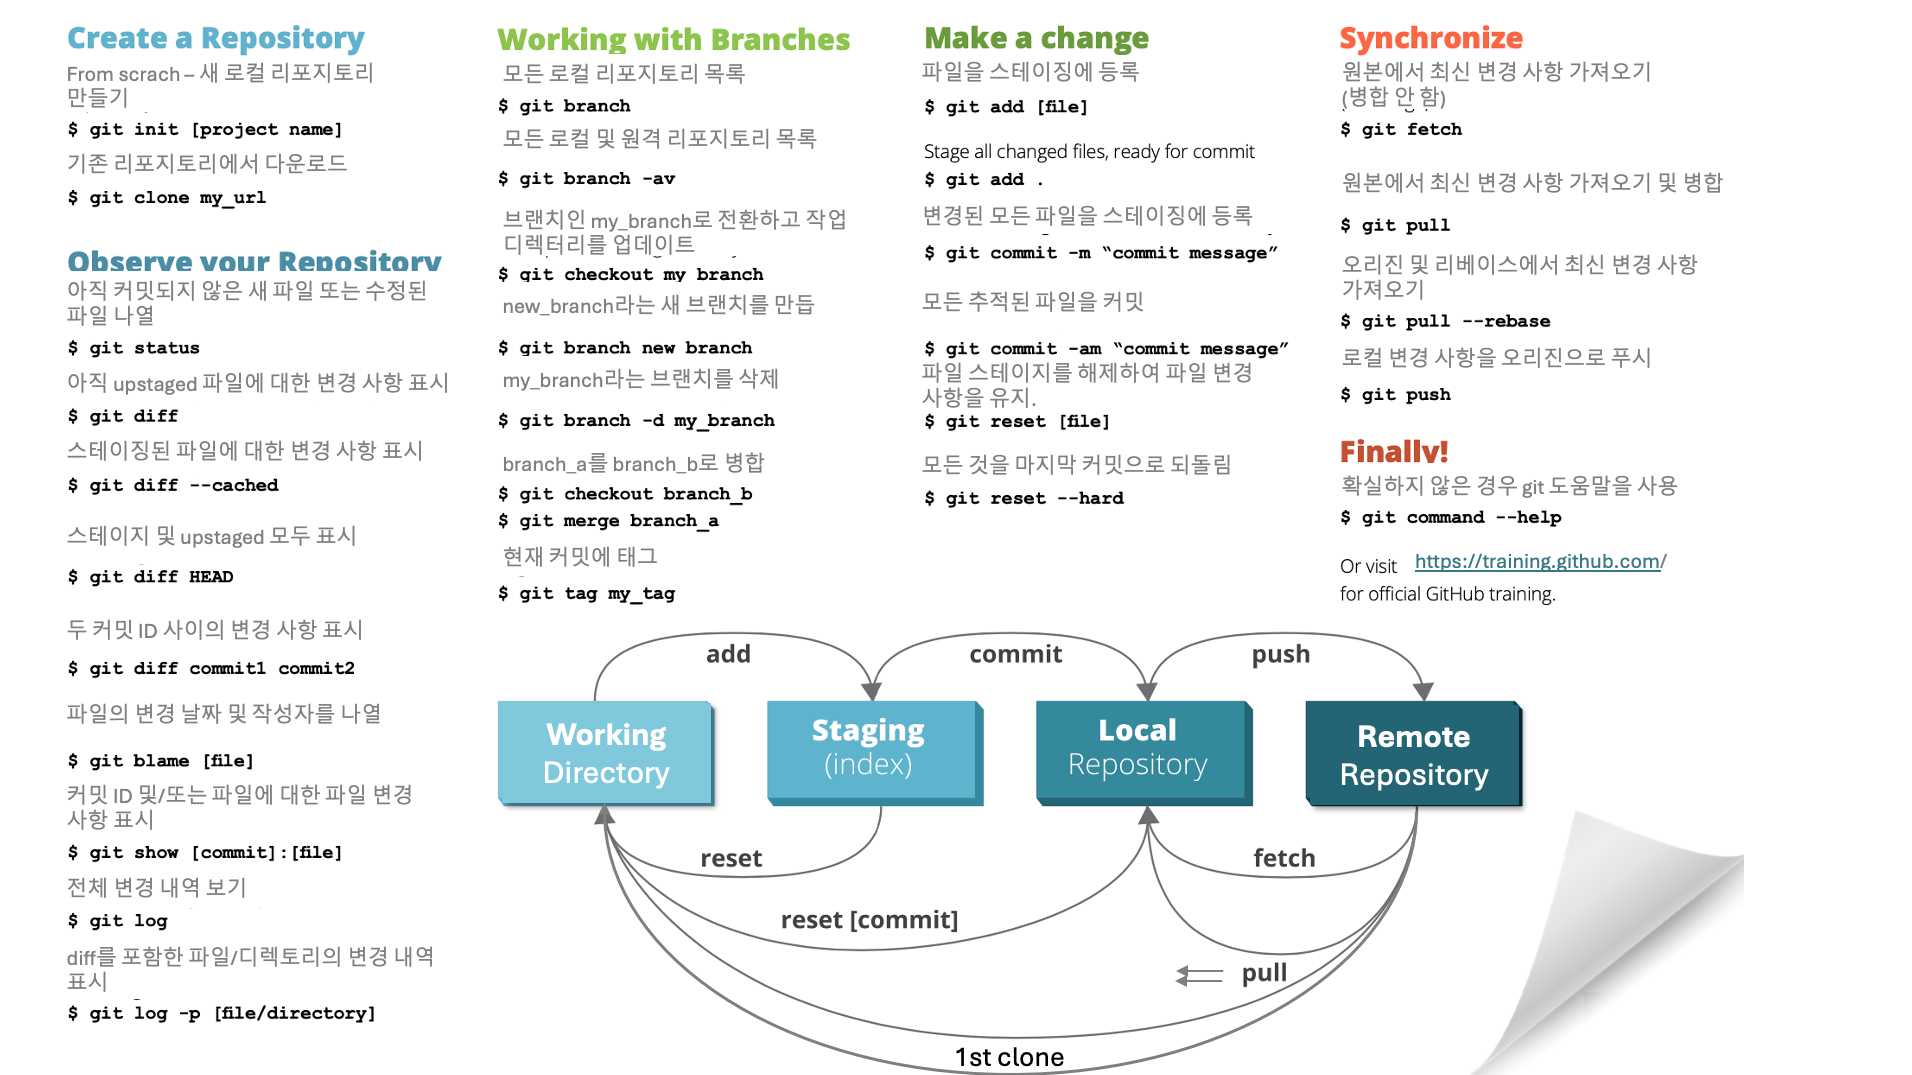 Create a Repository
From scrach – 새 로컬 리포지토리
만들기
$ git init [project name]
기존 리포지토리에서 다운로드
$ git clone my_url
Observe your Repository
아직 커밋되지 않은 새 파일 또는 수정된
파일 나열
$ git status
아직 upstaged 파일에 대한 변경 사항 표시
$ git diff
스테이징된 파일에 대한 변경 사항 표시
$ git diff --cached
스테이지 및 upstaged 모두 표시
$ git diff HEAD
두 커밋 ID 사이의 변경 사항 표시
$ git diff commit1 commit2
파일의 변경 날짜 및 작성자를 나열
$ git blame [file]
커밋 ID 및/또는 파일에 대한 파일 변경
사항 표시
$ git show [commit]:[file]
전체 변경 내역 보기
$ git log
diff를 포함한 파일/디렉토리의 변경 내역
표시
$ git log -p [file/directory]
Working with Branches
모든 로컬 리포지토리 목록
$ git branch
모든 로컬 및 원격 리포지토리 목록
$ git branch -av
브랜치인 my_branch로 전환하고 작업
디렉터리를 업데이트
$ git checkout my branch
new_branch라는 새 브랜치를 만듭
$ git branch new branch
my_branch라는 브랜치를 삭제
$ git branch -d my_branch
branch_a를 branch_b로 병합
$ git checkout branch_b
$ git merge branch_a
현재 커밋에 태그
$ git tag my_tag
Make a change
파일을 스테이징에 등록
$ git add [file]
Stage all changed files, ready for commit
$ git add .
변경된 모든 파일을 스테이징에 등록
$ git commit -m “commit message”
모든 추적된 파일을 커밋
$ git commit -am “commit message”
파일 스테이지를 해제하여 파일 변경
사항을 유지.
$ git reset [file]
모든 것을 마지막 커밋으로 되돌림
$ git reset --hard
Synchronize
원본에서 최신 변경 사항 가져오기
(병합 안 함)
$ git fetch
원본에서 최신 변경 사항 가져오기 및 병합
$ git pull
오리진 및 리베이스에서 최신 변경 사항
가져오기
$ git pull --rebase
로컬 변경 사항을 오리진으로 푸시
$ git push
Finally!
확실하지 않은 경우 git 도움말을 사용
$ git command --help
Or visit https://training.github.com/
for official GitHub training.
add
commit
push
Working
Directory
Staging
(index)
Local
Repository
Remote
Repository
reset
fetch
reset [commit]
pull
1st clone